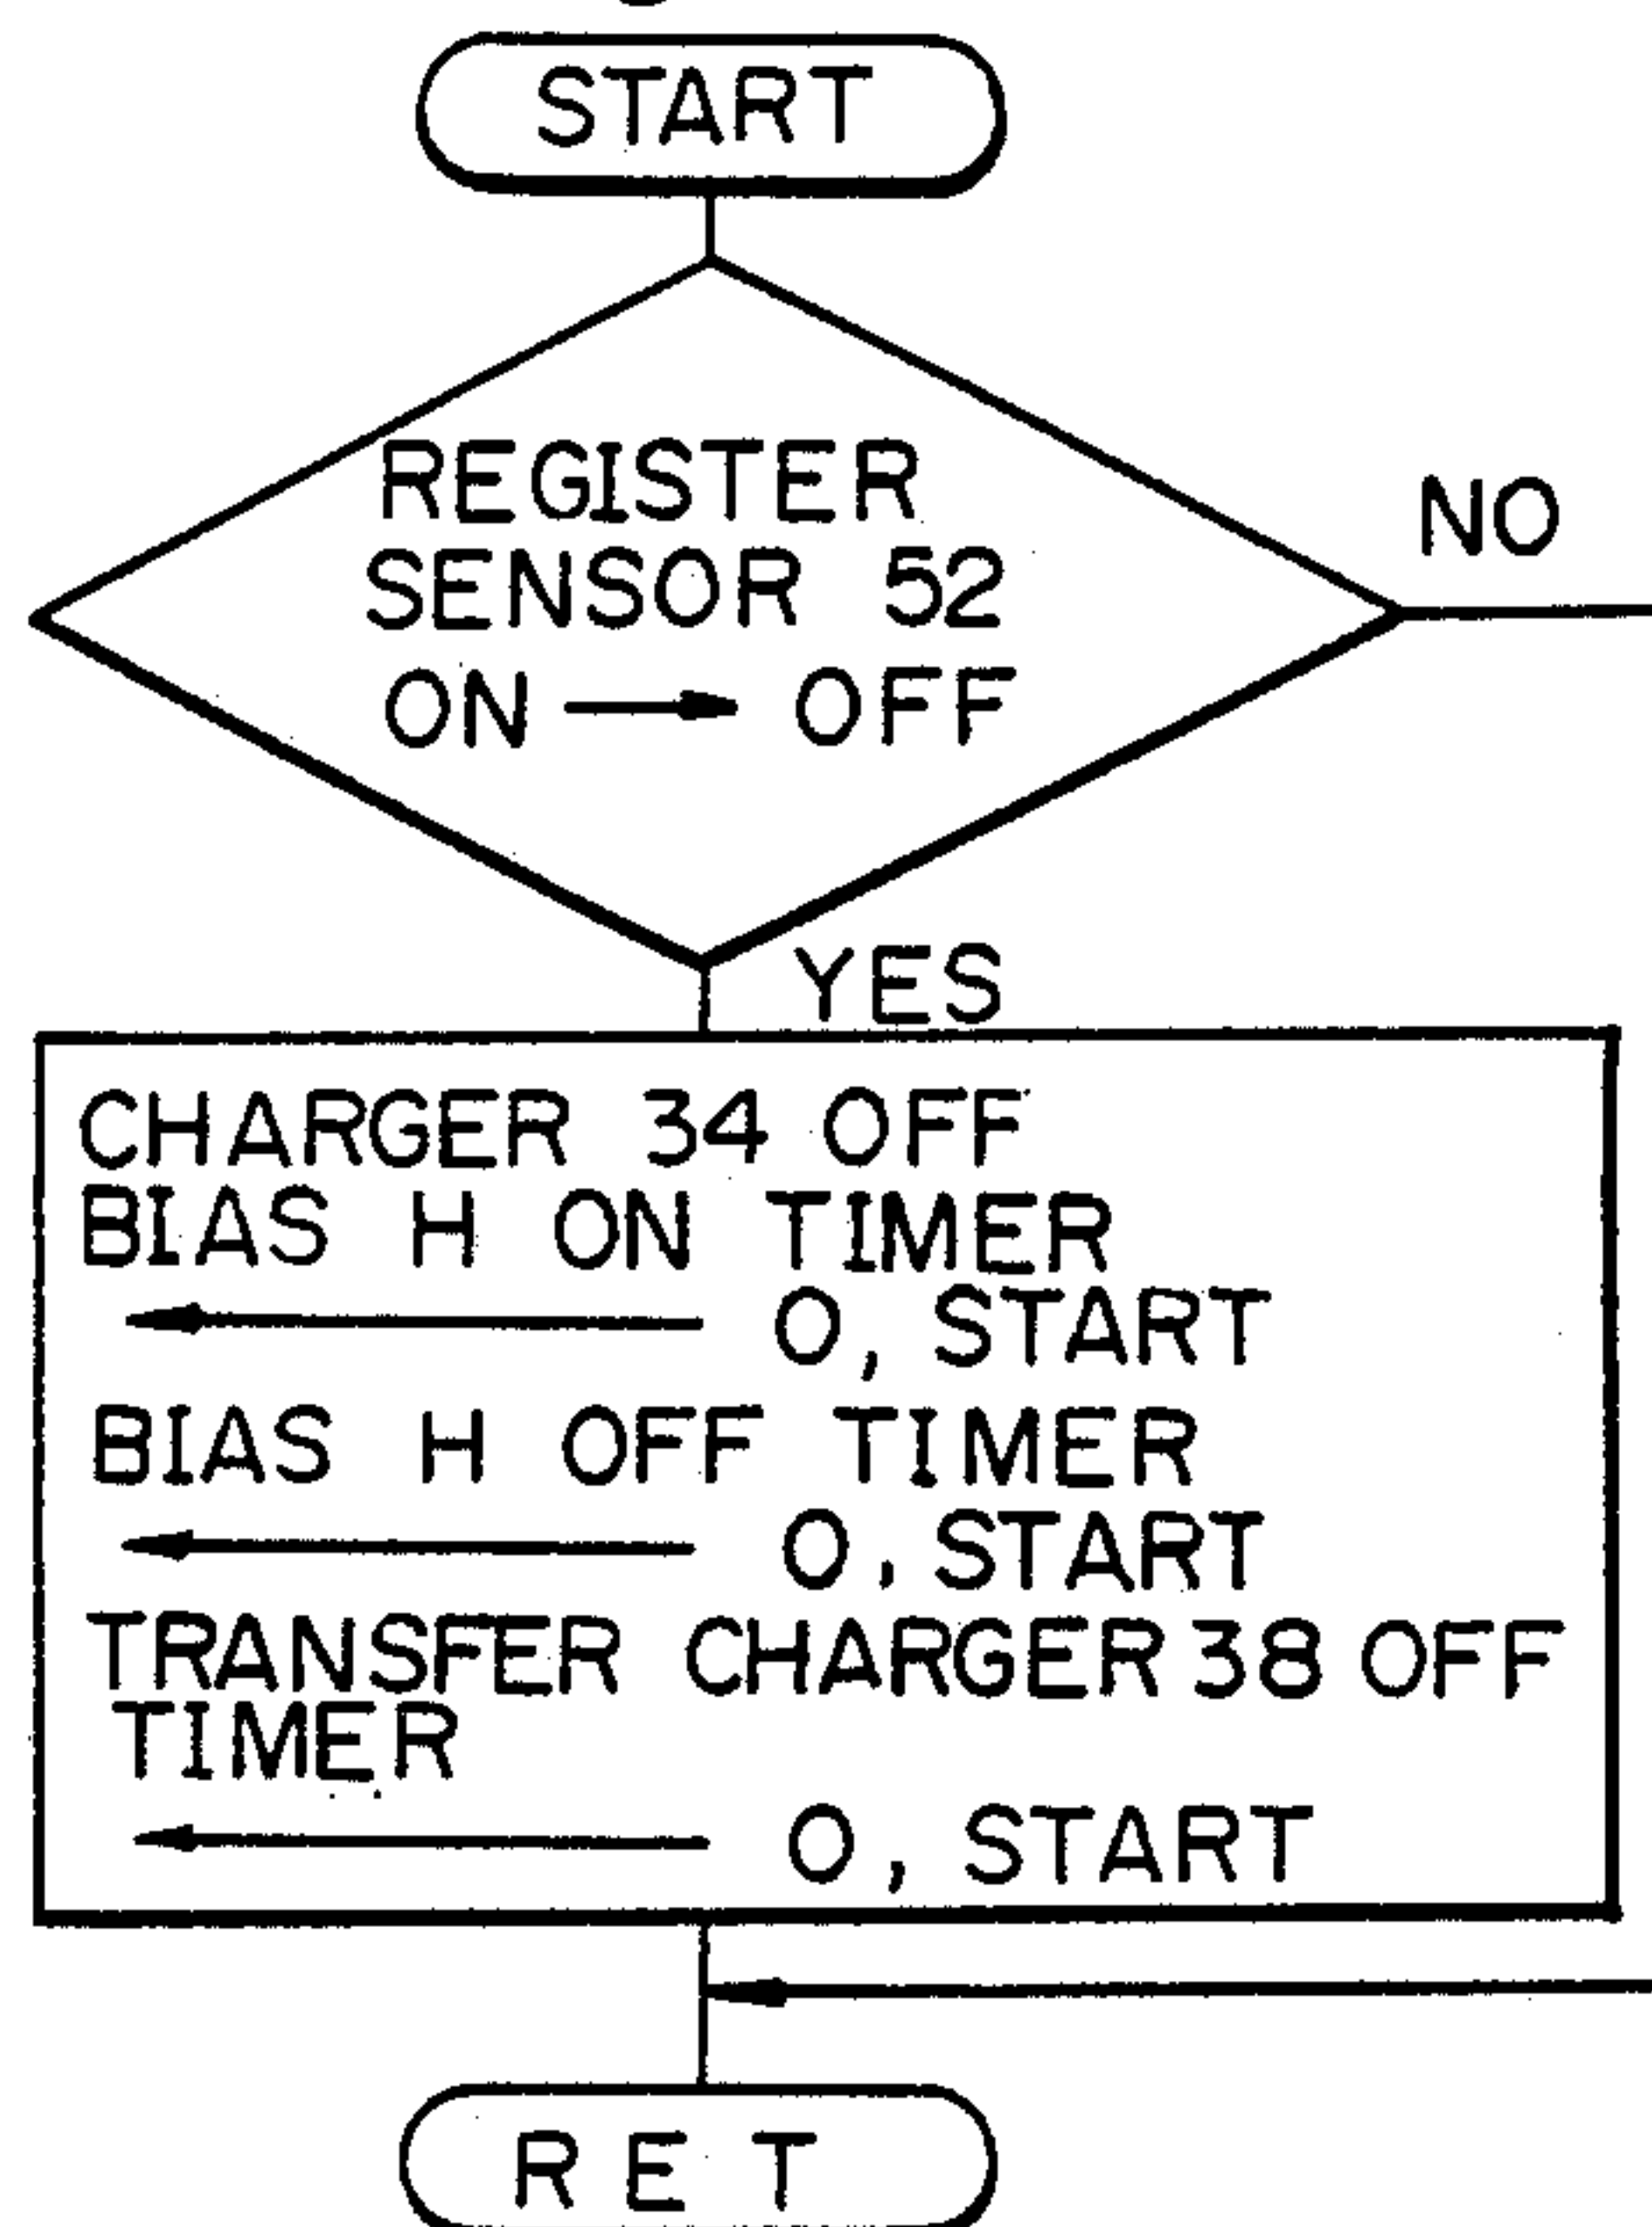 START
REGISTER
SENSOR 52
ON → OFF
NO
YES
CHARGER 34 OFF
BIAS H ON TIMER
← 0, START
BIAS H OFF TIMER
← 0, START
TRANSFER CHARGER 38 OFF
TIMER
← 0, START
RET